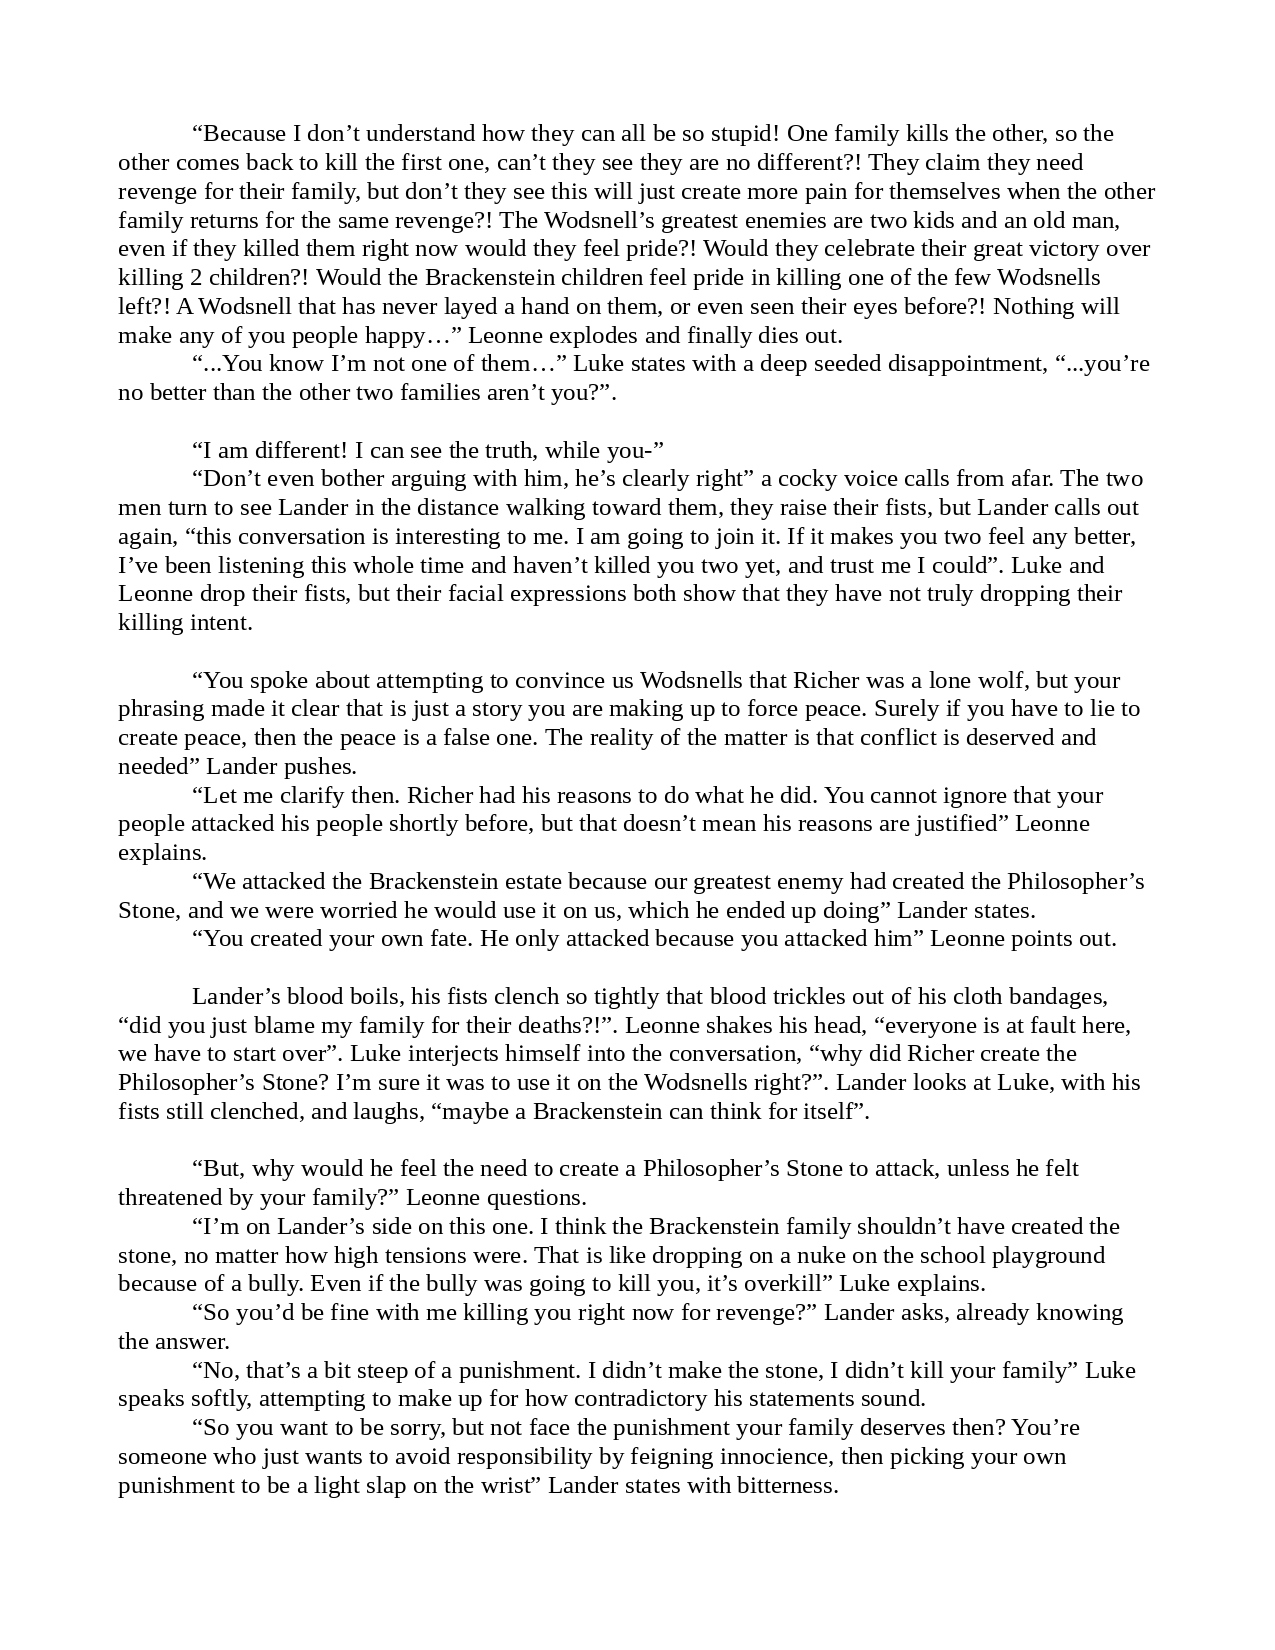 “Because I don’t understand how they can all be so stupid! One family kills the other, so the
other comes back to kill the first one, can’t they see they are no different?! They claim they need
revenge for their family, but don’t they see this will just create more pain for themselves when the other
family returns for the same revenge?! The Wodsnell’s greatest enemies are two kids and an old man,
even if they killed them right now would they feel pride?! Would they celebrate their great victory over
killing 2 children?! Would the Brackenstein children feel pride in killing one of the few Wodsnells
left?! A Wodsnell that has never layed a hand on them, or even seen their eyes before?! Nothing will
make any of you people happy…” Leonne explodes and finally dies out.
“...You know I’m not one of them…” Luke states with a deep seeded disappointment, “...you’re
no better than the other two families aren’t you?”.
“I am different! I can see the truth, while you-”
“Don’t even bother arguing with him, he’s clearly right” a cocky voice calls from afar. The two
men turn to see Lander in the distance walking toward them, they raise their fists, but Lander calls out
again, “this conversation is interesting to me. I am going to join it. If it makes you two feel any better,
I’ve been listening this whole time and haven’t killed you two yet, and trust me I could”. Luke and
Leonne drop their fists, but their facial expressions both show that they have not truly dropping their
killing intent.
“You spoke about attempting to convince us Wodsnells that Richer was a lone wolf, but your
phrasing made it clear that is just a story you are making up to force peace. Surely if you have to lie to
create peace, then the peace is a false one. The reality of the matter is that conflict is deserved and
needed” Lander pushes.
“Let me clarify then. Richer had his reasons to do what he did. You cannot ignore that your
people attacked his people shortly before, but that doesn’t mean his reasons are justified” Leonne
explains.
“We attacked the Brackenstein estate because our greatest enemy had created the Philosopher’s
Stone, and we were worried he would use it on us, which he ended up doing” Lander states.
“You created your own fate. He only attacked because you attacked him” Leonne points out.
Lander’s blood boils, his fists clench so tightly that blood trickles out of his cloth bandages,
“did you just blame my family for their deaths?!”. Leonne shakes his head, “everyone is at fault here,
we have to start over”. Luke interjects himself into the conversation, “why did Richer create the
Philosopher’s Stone? I’m sure it was to use it on the Wodsnells right?”. Lander looks at Luke, with his
fists still clenched, and laughs, “maybe a Brackenstein can think for itself”.
“But, why would he feel the need to create a Philosopher’s Stone to attack, unless he felt
threatened by your family?” Leonne questions.
“I’m on Lander’s side on this one. I think the Brackenstein family shouldn’t have created the
stone, no matter how high tensions were. That is like dropping on a nuke on the school playground
because of a bully. Even if the bully was going to kill you, it’s overkill” Luke explains.
“So you’d be fine with me killing you right now for revenge?” Lander asks, already knowing
the answer.
“No, that’s a bit steep of a punishment. I didn’t make the stone, I didn’t kill your family” Luke
speaks softly, attempting to make up for how contradictory his statements sound.
“So you want to be sorry, but not face the punishment your family deserves then? You’re
someone who just wants to avoid responsibility by feigning innocience, then picking your own
punishment to be a light slap on the wrist” Lander states with bitterness.